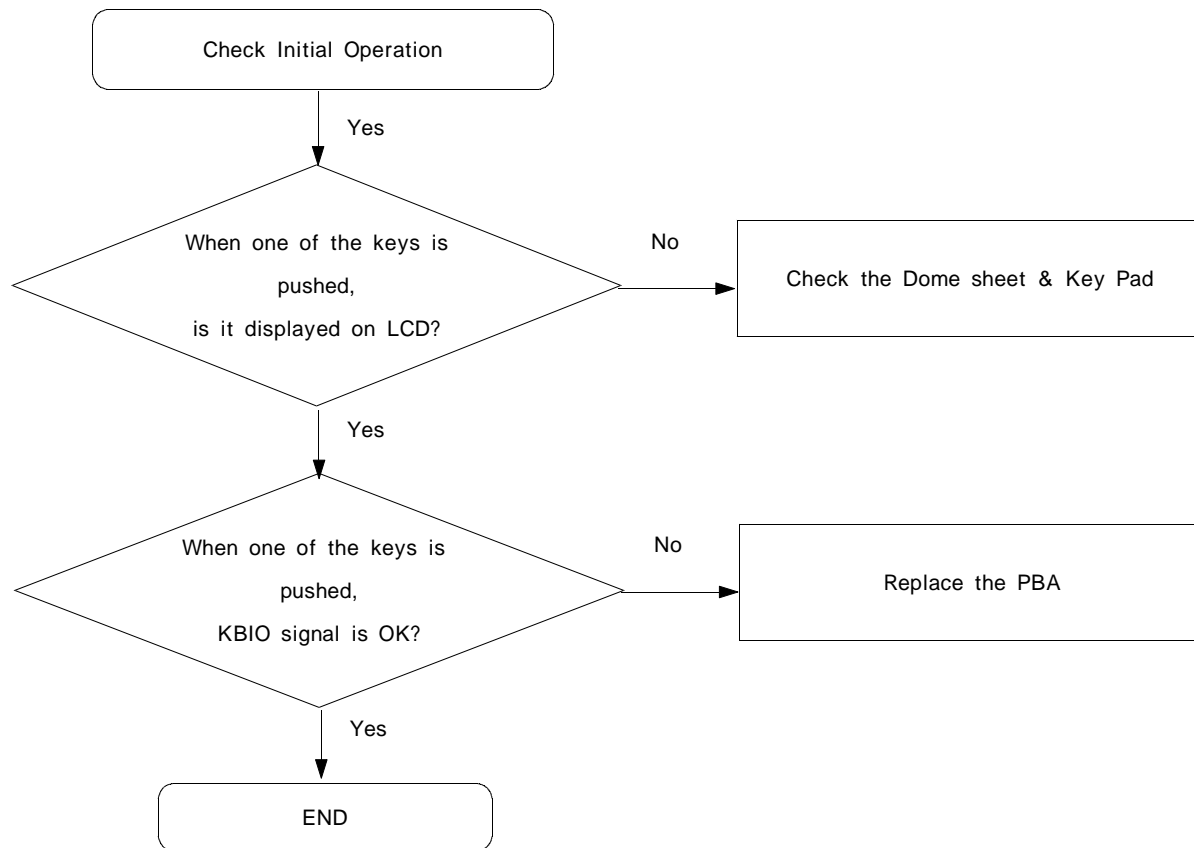 Check Initial Operation
Yes
When one of the keys is
pushed,
is it displayed on LCD?
No
Check the Dome sheet & Key Pad
Yes
When one of the keys is
pushed,
KBIO signal is OK?
No
Replace the PBA
Yes
END